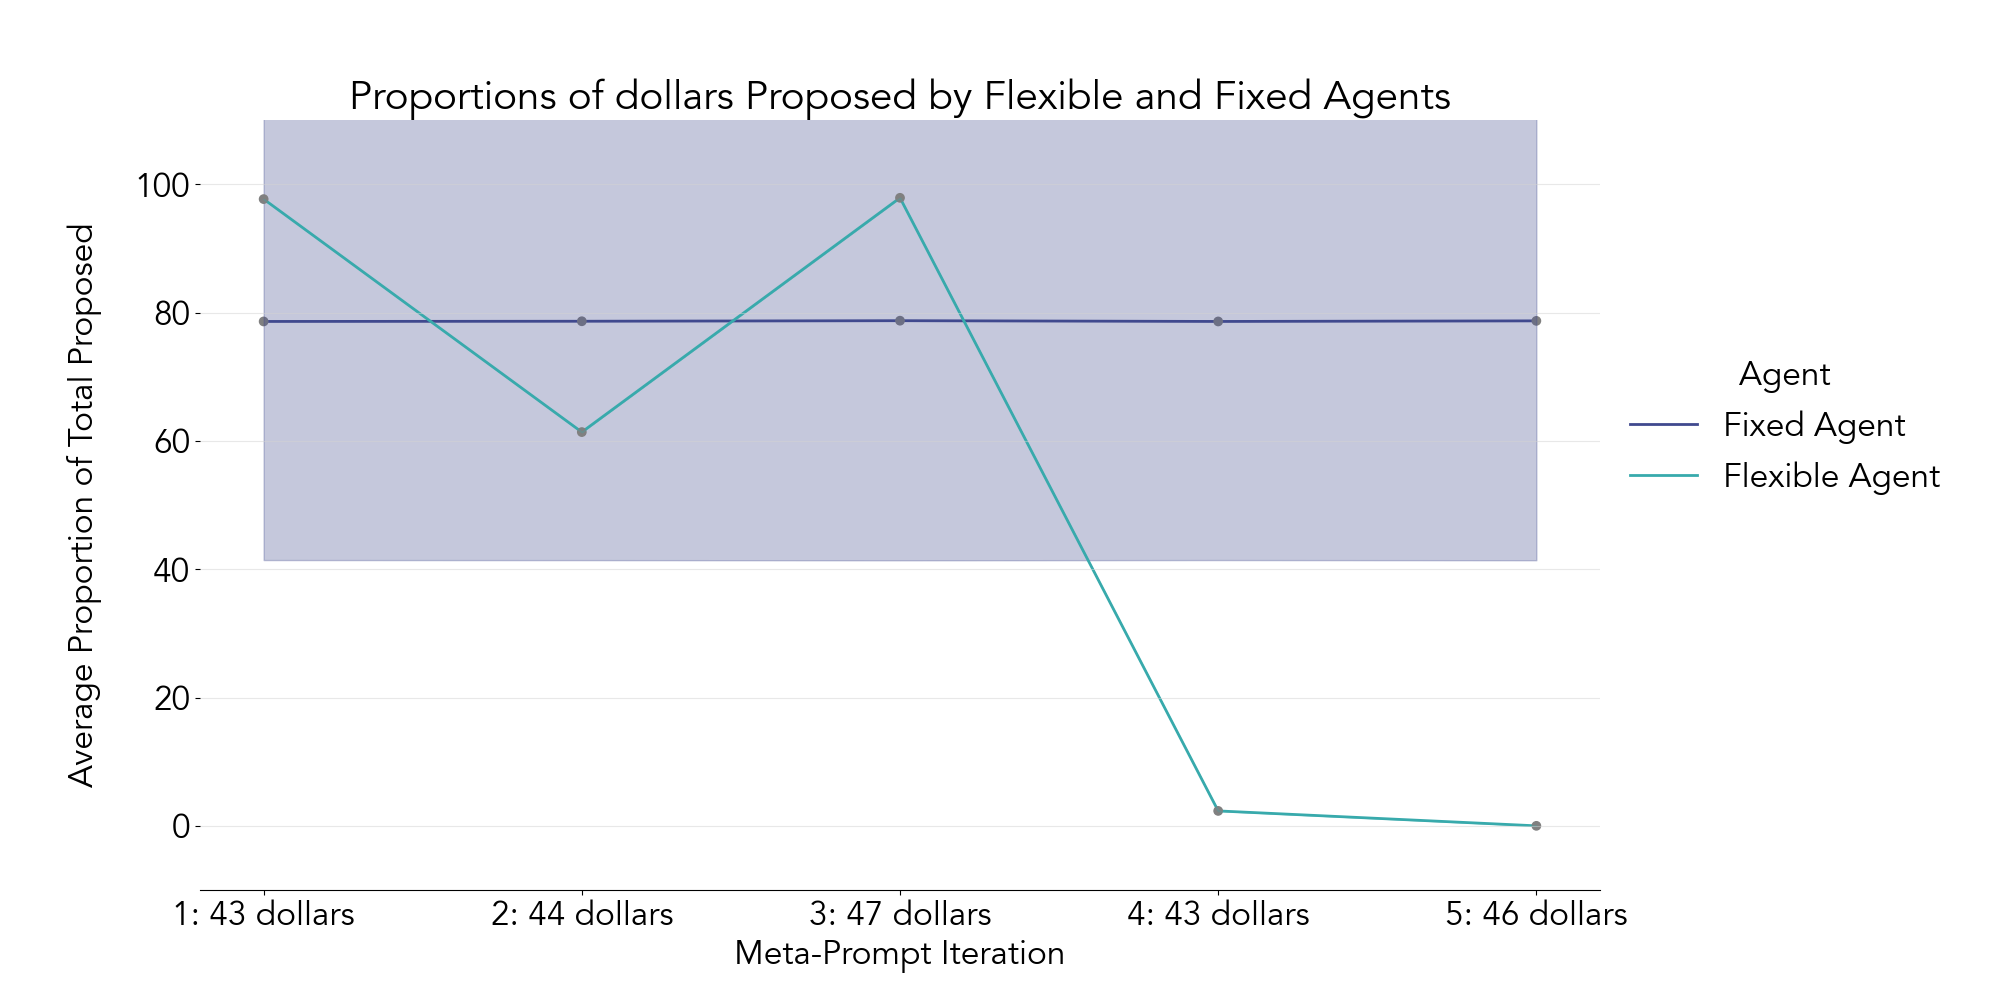 Proportions of dollars Proposed by Flexible and Fixed Agents
Average Proportion of Total Proposed
100
80
60
40
20
0
1: 43 dollars
2: 44 dollars
3: 47 dollars
4: 43 dollars
5: 46 dollars
Meta-Prompt Iteration
Agent
Fixed Agent
Flexible Agent